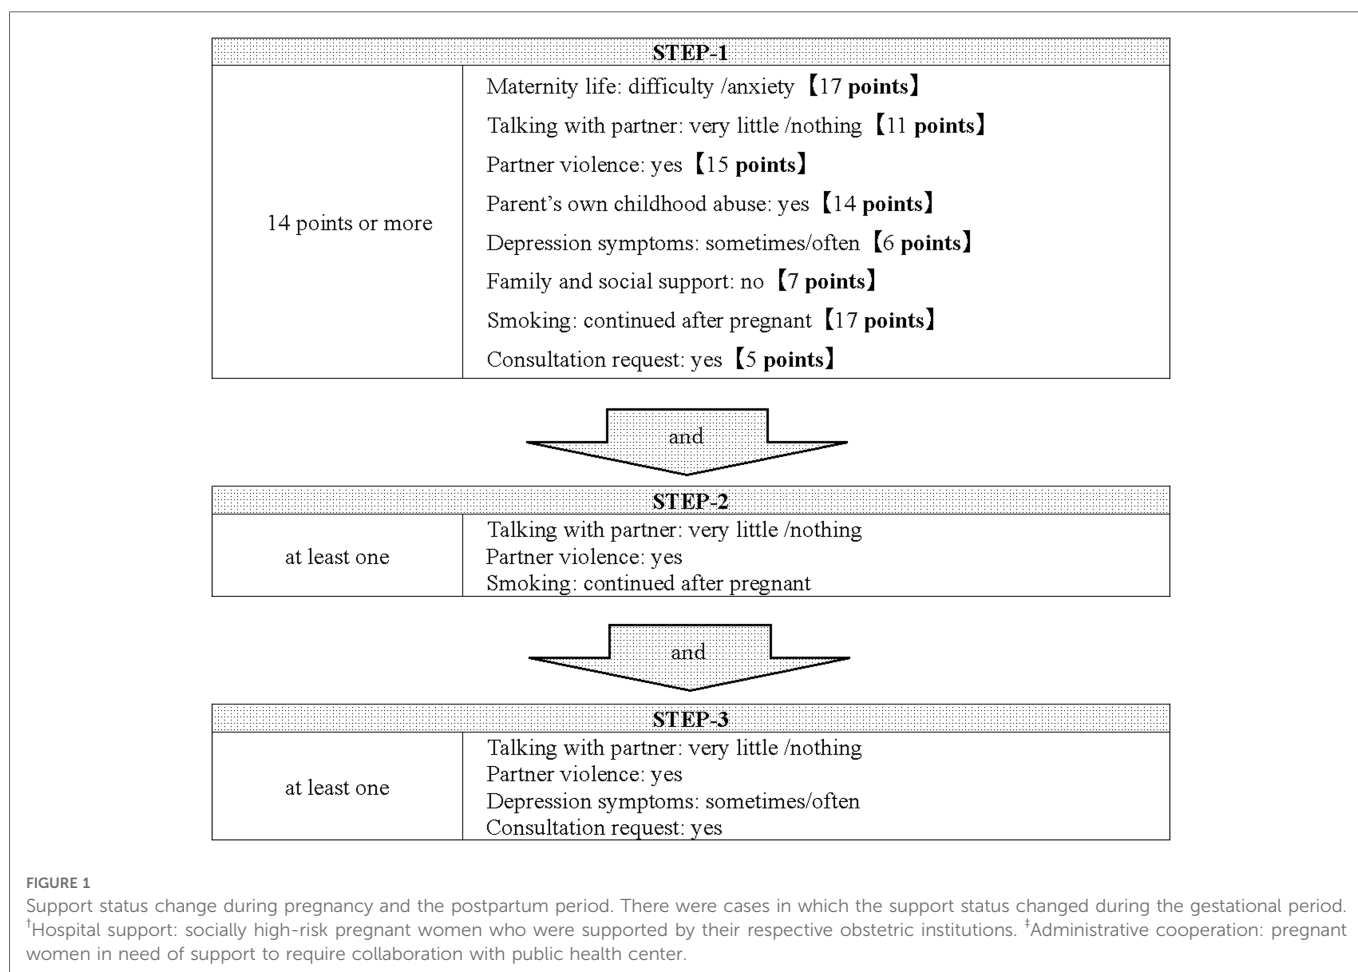 STEP-1
14 points or more
Maternity life: difficulty /anxiety【17 points】
Talking with partner: very little /nothing【11 points】
Partner violence: yes【15 points】
Parent's own childhood abuse: yes【14 points】
Depression symptoms: sometimes/often【6 points】
Family and social support: no【7 points】
Smoking: continued after pregnant【17 points】
Consultation request: yes【5 points】
and
STEP-2
at least one
Talking with partner: very little /nothing
Partner violence: yes
Smoking: continued after pregnant
and
STEP-3
at least one
Talking with partner: very little /nothing
Partner violence: yes
Depression symptoms: sometimes/often
Consultation request: yes
FIGURE 1
Support status change during pregnancy and the postpartum period. There were cases in which the support status changed during the gestational period.
†Hospital support: socially high-risk pregnant women who were supported by their respective obstetric institutions. ‡Administrative cooperation: pregnant
women in need of support to require collaboration with public health center.